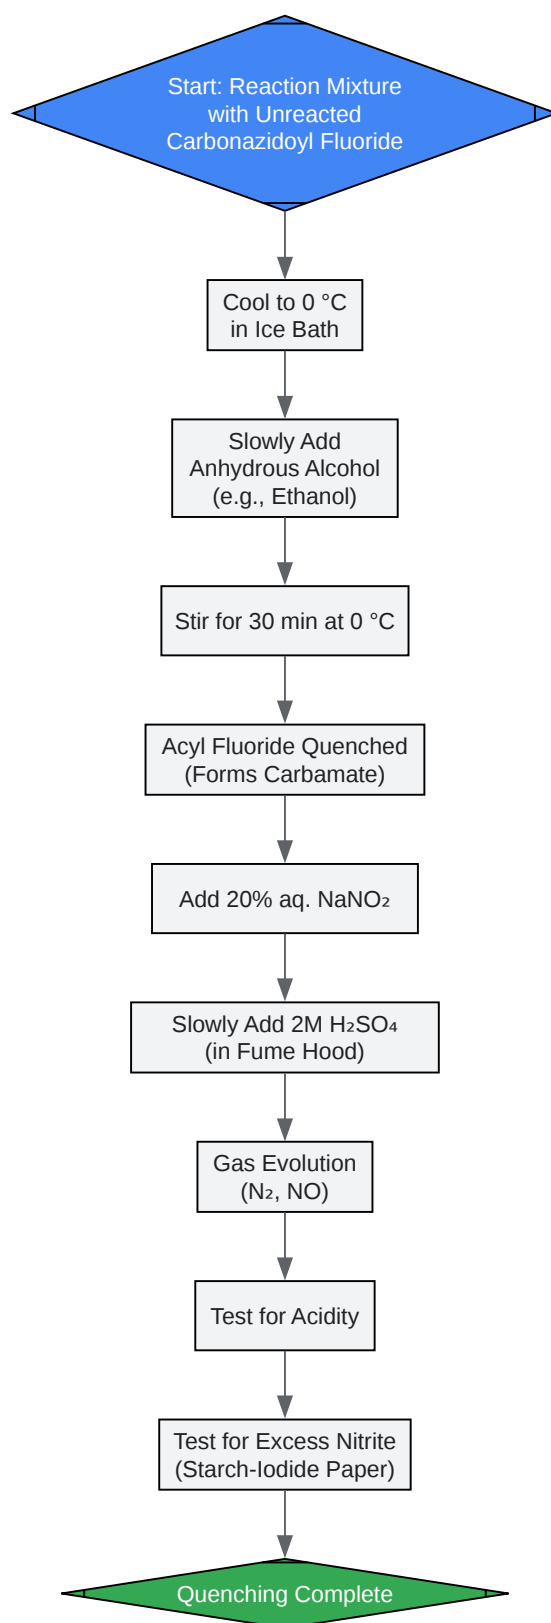 Start: Reaction Mixture
with Unreacted
Carbonazidoyl Fluoride
Cool to 0 °C
in Ice Bath
Slowly Add
Anhydrous Alcohol
(e.g., Ethanol)
Stir for 30 min at 0 °C
Acyl Fluoride Quenched
(Forms Carbamate)
Add 20% aq. NaNO₂
Slowly Add 2M H₂SO₄
(in Fume Hood)
Gas Evolution
(N₂, NO)
Test for Acidity
Test for Excess Nitrite
(Starch-Iodide Paper)
Quenching Complete